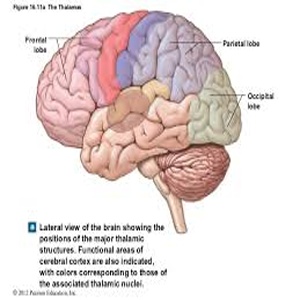 Figure 16.11a The Thalamus
Frontal
lobe
Parietal lobe
Occipital
lobe
a Lateral view of the brain showing the
positions of the major thalamic
structures. Functional areas of
cerebral cortex are also indicated,
with colors corresponding to those of
the associated thalamic nuclei.
© 2012 Pearson Education, Inc.